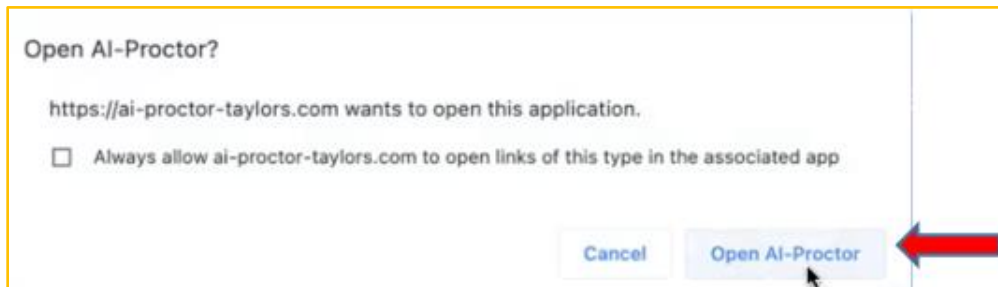 Open AI-Proctor?
https://ai-proctor-taylors.com wants to open this application.
Always allow ai-proctor-taylors.com to open links of this type in the associated app
Cancel Open AI-Proctor